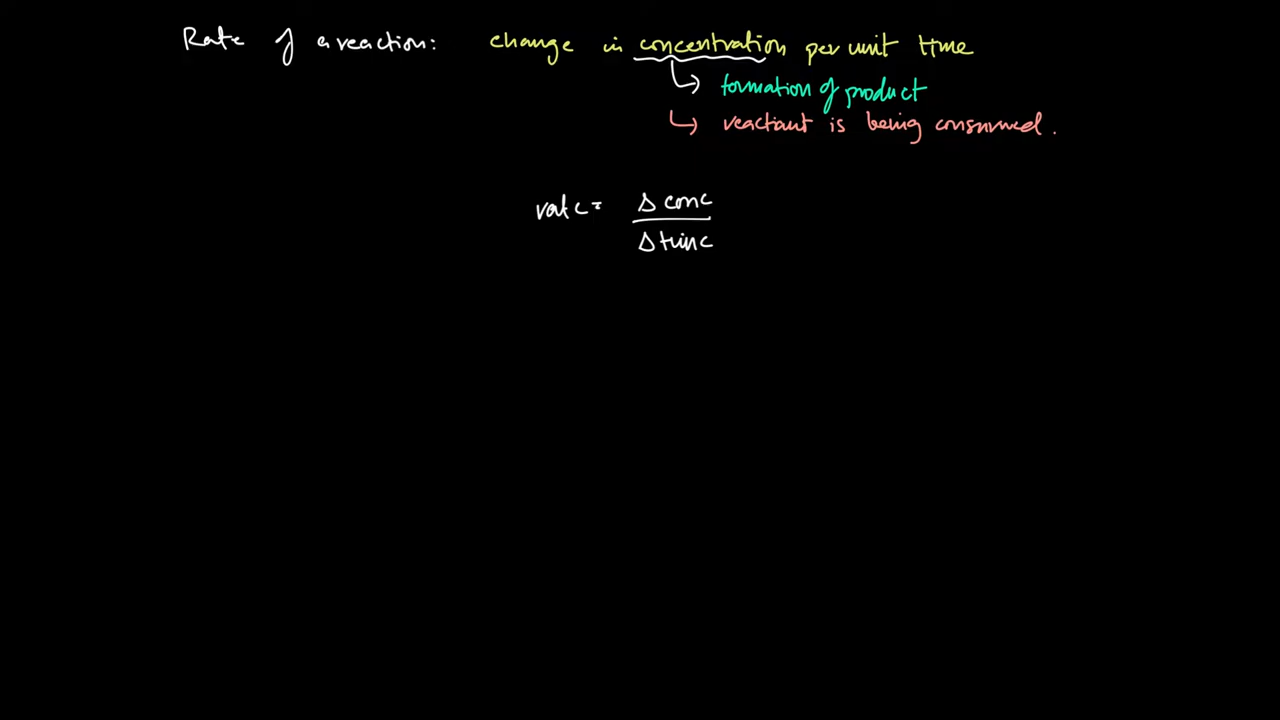 Rate of a reaction: change in concentration per unit time
↳ formation of product
↳ reactant is being consumed.
rate = Δ conc
Δ time